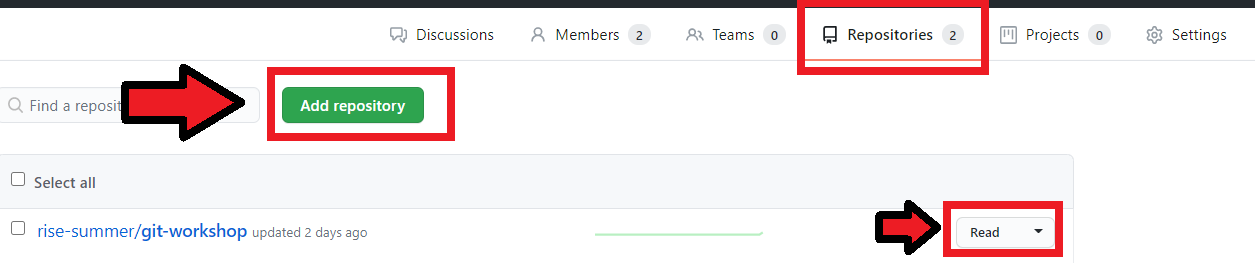 Discussions Members 2 Teams 0 Repositories 2 Projects 0 Settings
Find a reposit Add repository
Select all
rise-summer/git-workshop updated 2 days ago Read